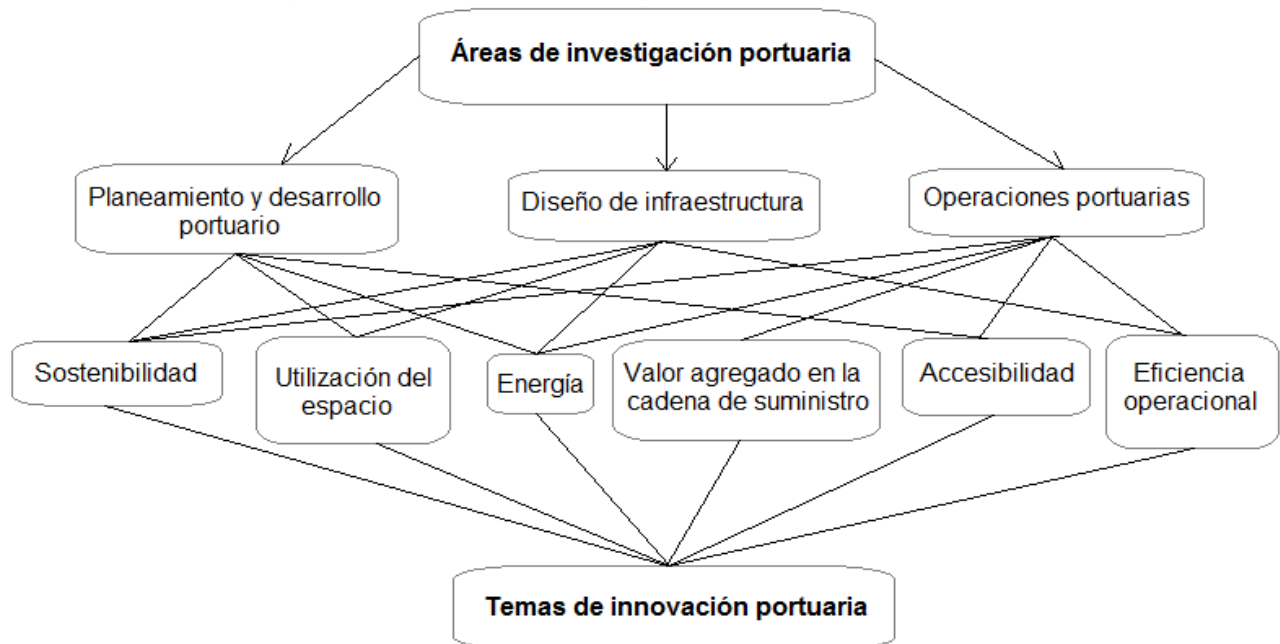 Áreas de investigación portuaria
Planeamiento y desarrollo
portuario
Diseño de infraestructura
Operaciones portuarias
Sostenibilidad
Utilización del
espacio
Energía
Valor agregado en la
cadena de suministro
Accesibilidad
Eficiencia
operacional
Temas de innovación portuaria